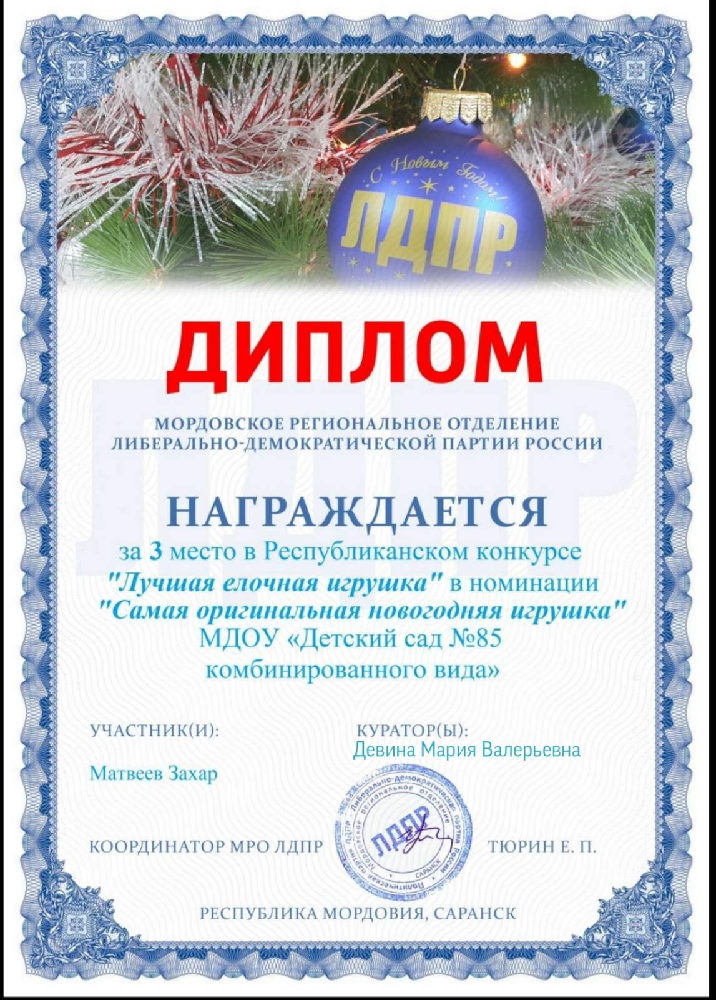 С Новым Годом!
ЛДПР
ДИПЛОМ
МОРДОВСКОЕ РЕГИОНАЛЬНОЕ ОТДЕЛЕНИЕ
ЛИБЕРАЛЬНО-ДЕМОКРАТИЧЕСКОЙ ПАРТИИ РОССИИ
ЛДПР
НАГРАЖДАЕТСЯ
за 3 место в Республиканском конкурсе
"Лучшая елочная игрушка" в номинации
"Самая оригинальная новогодняя игрушка"
МДОУ «Детский сад №85
комбинированного вида»
УЧАСТНИК(И):
КУРАТОР(Ы):
Девина Мария Валерьевна
Матвеев Захар
КООРДИНАТОР МРО ЛДПР
Политическая партия ЛДПР - Либерально-демократическая партия России
Мордовское региональное отделение
ЛДПР
САРАНСК
ТЮРИН Е. П.
РЕСПУБЛИКА МОРДОВИЯ, САРАНСК